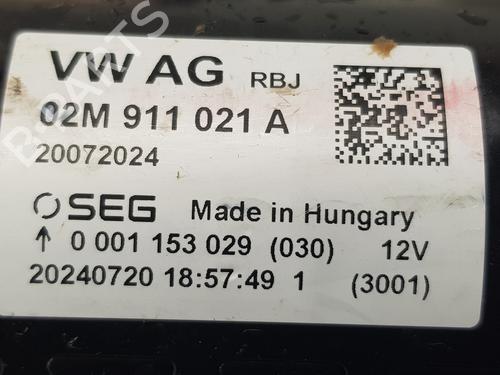 VW AG RBJ
02M 911 021 A
20072024
SEG Made in Hungary
↑ 0 001 153 029 (030) 12V
20240720 18:57:49 1 (3001)
B-PARTS